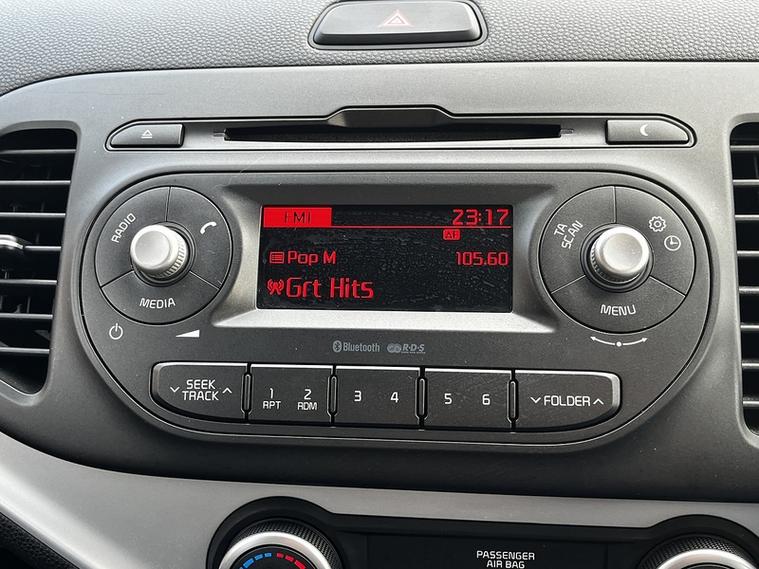 FM1 23:17
AF
Pop M 105.60
Grt Hits
RADIO
MEDIA
TA
SCAN
MENU
Bluetooth R·D·S
SEEK
TRACK
1 2
RPT RDM
3 4
5 6
FOLDER
PASSENGER
AIR BAG